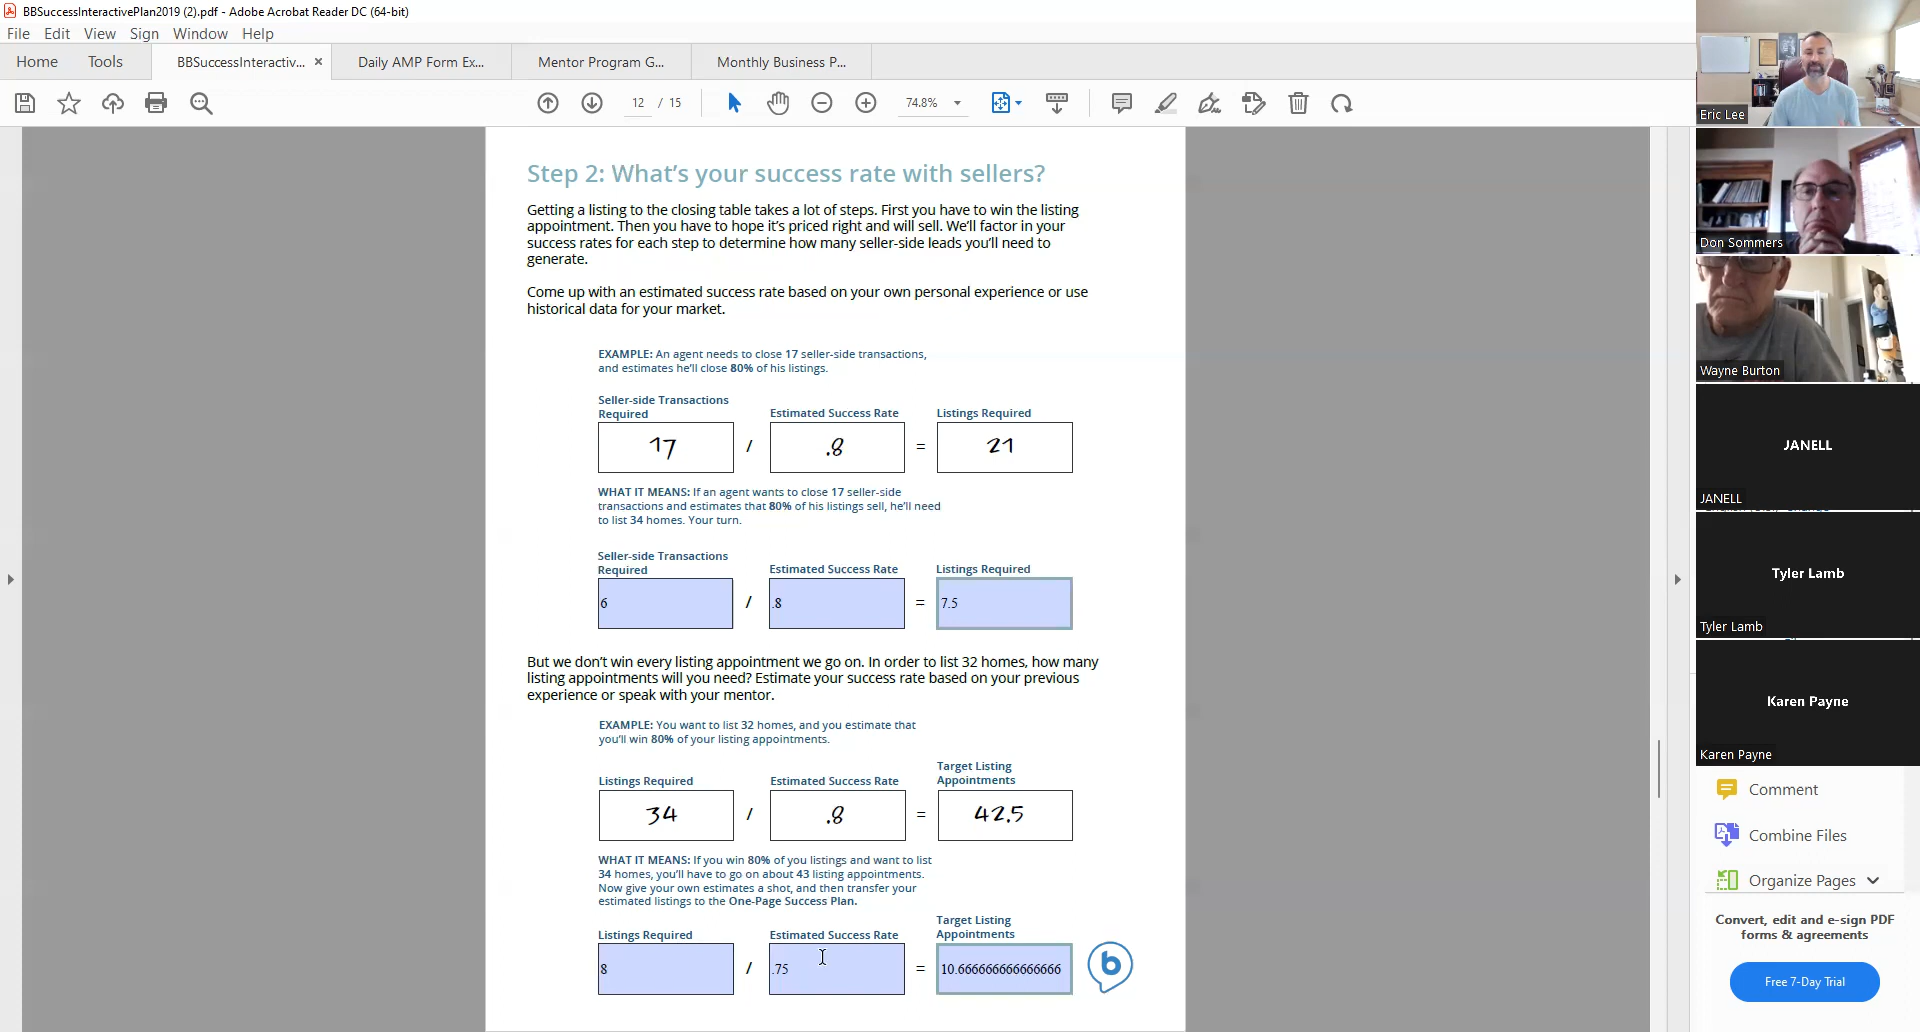 BBSuccessInteractivePlan2019 (2).pdf - Adobe Acrobat Reader DC (64-bit)
File Edit View Sign Window Help
Home Tools BBSuccessInteractiv... × Daily AMP Form Ex... Mentor Program G... Monthly Business P...
12 / 15 74.8%
Step 2: What's your success rate with sellers?
Getting a listing to the closing table takes a lot of steps. First you have to win the listing
appointment. Then you have to hope it's priced right and will sell. We'll factor in your
success rates for each step to determine how many seller-side leads you'll need to
generate.
Come up with an estimated success rate based on your own personal experience or use
historical data for your market.
EXAMPLE: An agent needs to close 17 seller-side transactions,
and estimates he'll close 80% of his listings.
Seller-side Transactions
Required Estimated Success Rate Listings Required
17 / .8 = 21
WHAT IT MEANS: If an agent wants to close 17 seller-side
transactions and estimates that 80% of his listings sell, he'll need
to list 34 homes. Your turn.
Seller-side Transactions
Required Estimated Success Rate Listings Required
6 / .8 = 7.5
But we don't win every listing appointment we go on. In order to list 32 homes, how many
listing appointments will you need? Estimate your success rate based on your previous
experience or speak with your mentor.
EXAMPLE: You want to list 32 homes, and you estimate that
you'll win 80% of your listing appointments.
Target Listing
Listings Required Estimated Success Rate Appointments
34 / .8 = 42.5
WHAT IT MEANS: If you win 80% of you listings and want to list
34 homes, you'll have to go on about 43 listing appointments.
Now give your own estimates a shot, and then transfer your
estimated listings to the One-Page Success Plan.
Target Listing
Listings Required Estimated Success Rate Appointments
8 / .75 = 10.666666666666666
b
Eric Lee
Don Sommers
Wayne Burton
JANELL
JANELL
Tyler Lamb
Tyler Lamb
Karen Payne
Karen Payne
Comment
Combine Files
Organize Pages
Convert, edit and e-sign PDF
forms & agreements
Free 7-Day Trial